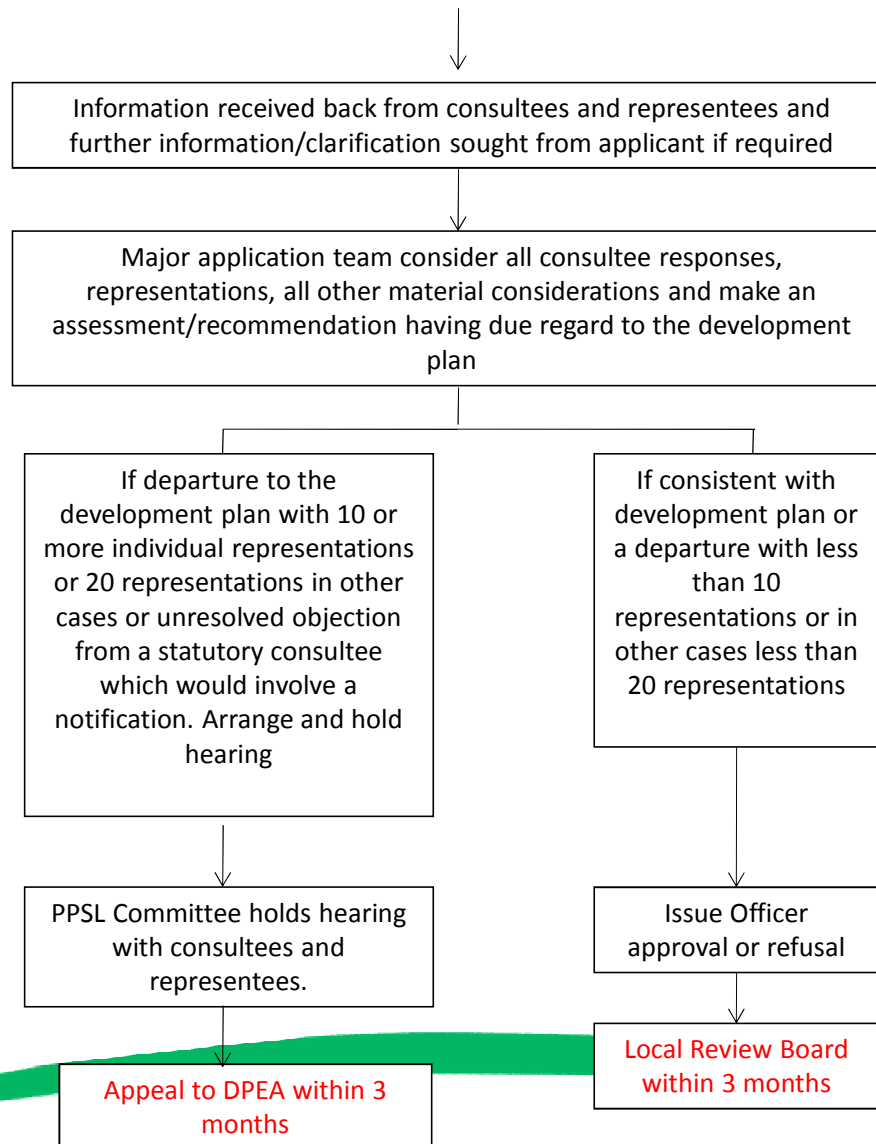 Information received back from consultees and representees and
further information/clarification sought from applicant if required
Major application team consider all consultee responses,
representations, all other material considerations and make an
assessment/recommendation having due regard to the development
plan
If departure to the
development plan with 10 or
more individual representations
or 20 representations in other
cases or unresolved objection
from a statutory consultee
which would involve a
notification. Arrange and hold
hearing
If consistent with
development plan or
a departure with less
than 10
representations or in
other cases less than
20 representations
PPSL Committee holds hearing
with consultees and
representees.
Issue Officer
approval or refusal
Appeal to DPEA within 3
months
Local Review Board
within 3 months